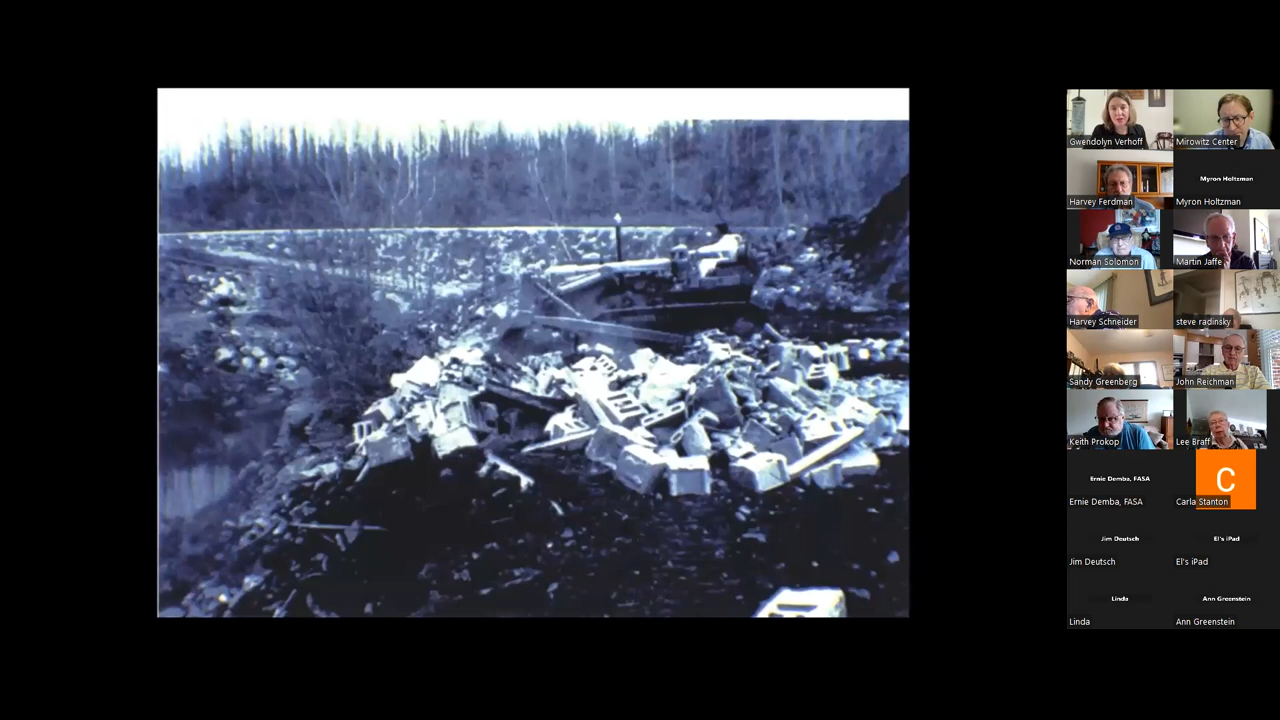 Gwendolyn Verhoff
Mirowitz Center
Harvey Ferdman
Myron Holtzman
Myron Holtzman
Norman Solomon
Martin Jaffe
Harvey Schneider
steve radinsky
Sandy Greenberg
John Reichman
Keith Prokop
Lee Braff
Ernie Demba, FASA
Ernie Demba, FASA
C
Carla Stanton
Jim Deutsch
Jim Deutsch
El's iPad
El's iPad
Linda
Linda
Ann Greenstein
Ann Greenstein